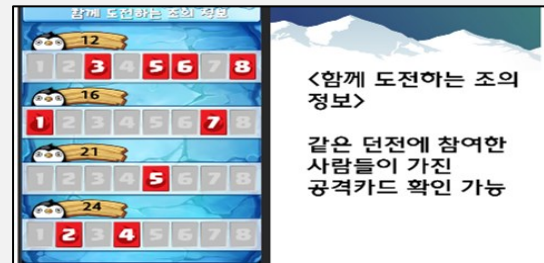 함께 도전하는 조의 정보
12
1 2 3 4 5 6 7 8
16
1 2 3 4 5 6 7 8
21
1 2 3 4 5 6 7 8
24
1 2 3 4 5 6 7 8
<함께 도전하는 조의
정보>
같은 던전에 참여한
사람들이 가진
공격카드 확인 가능